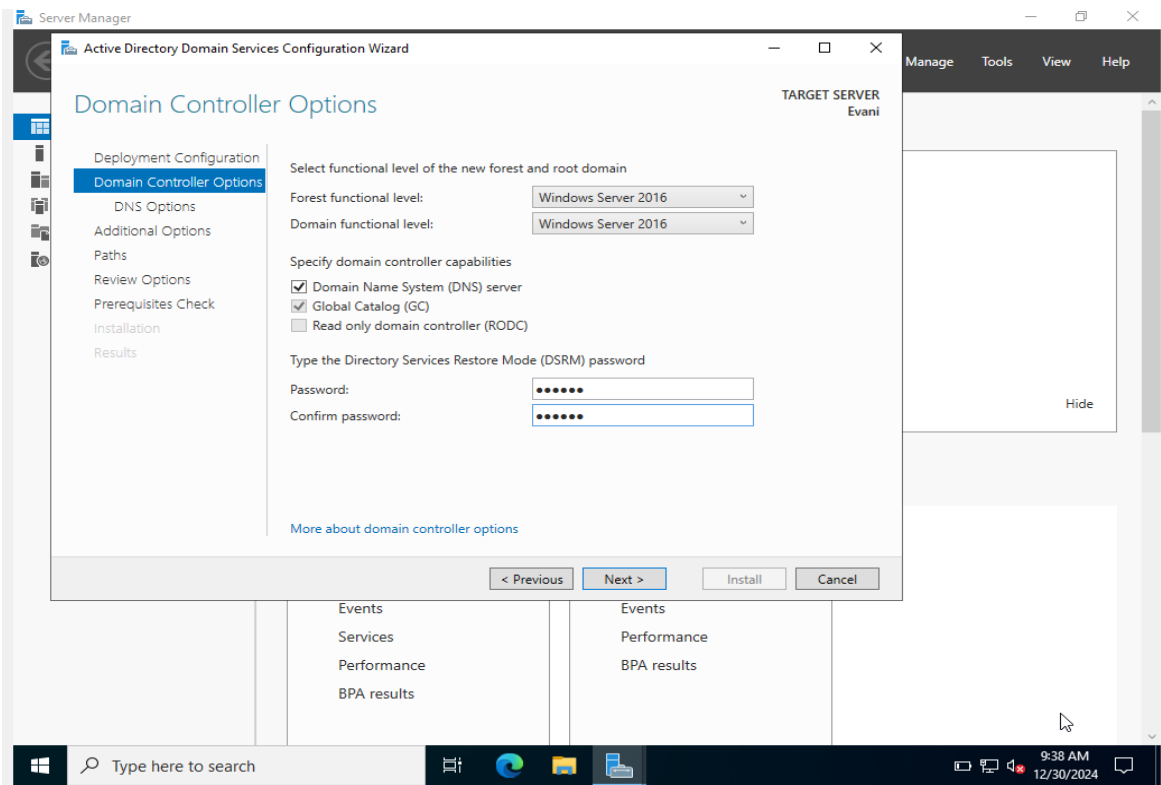 Server Manager
Active Directory Domain Services Configuration Wizard
Manage Tools View Help
Domain Controller Options
TARGET SERVER
Evani
Deployment Configuration
Domain Controller Options
DNS Options
Additional Options
Paths
Review Options
Prerequisites Check
Installation
Results
Select functional level of the new forest and root domain
Forest functional level: Windows Server 2016
Domain functional level: Windows Server 2016
Specify domain controller capabilities
Domain Name System (DNS) server
Global Catalog (GC)
Read only domain controller (RODC)
Type the Directory Services Restore Mode (DSRM) password
Password: ●●●●●●
Confirm password: ●●●●●●
More about domain controller options
Hide
< Previous Next > Install Cancel
Events
Services
Performance
BPA results
Events
Performance
BPA results
Type here to search
9:38 AM
12/30/2024